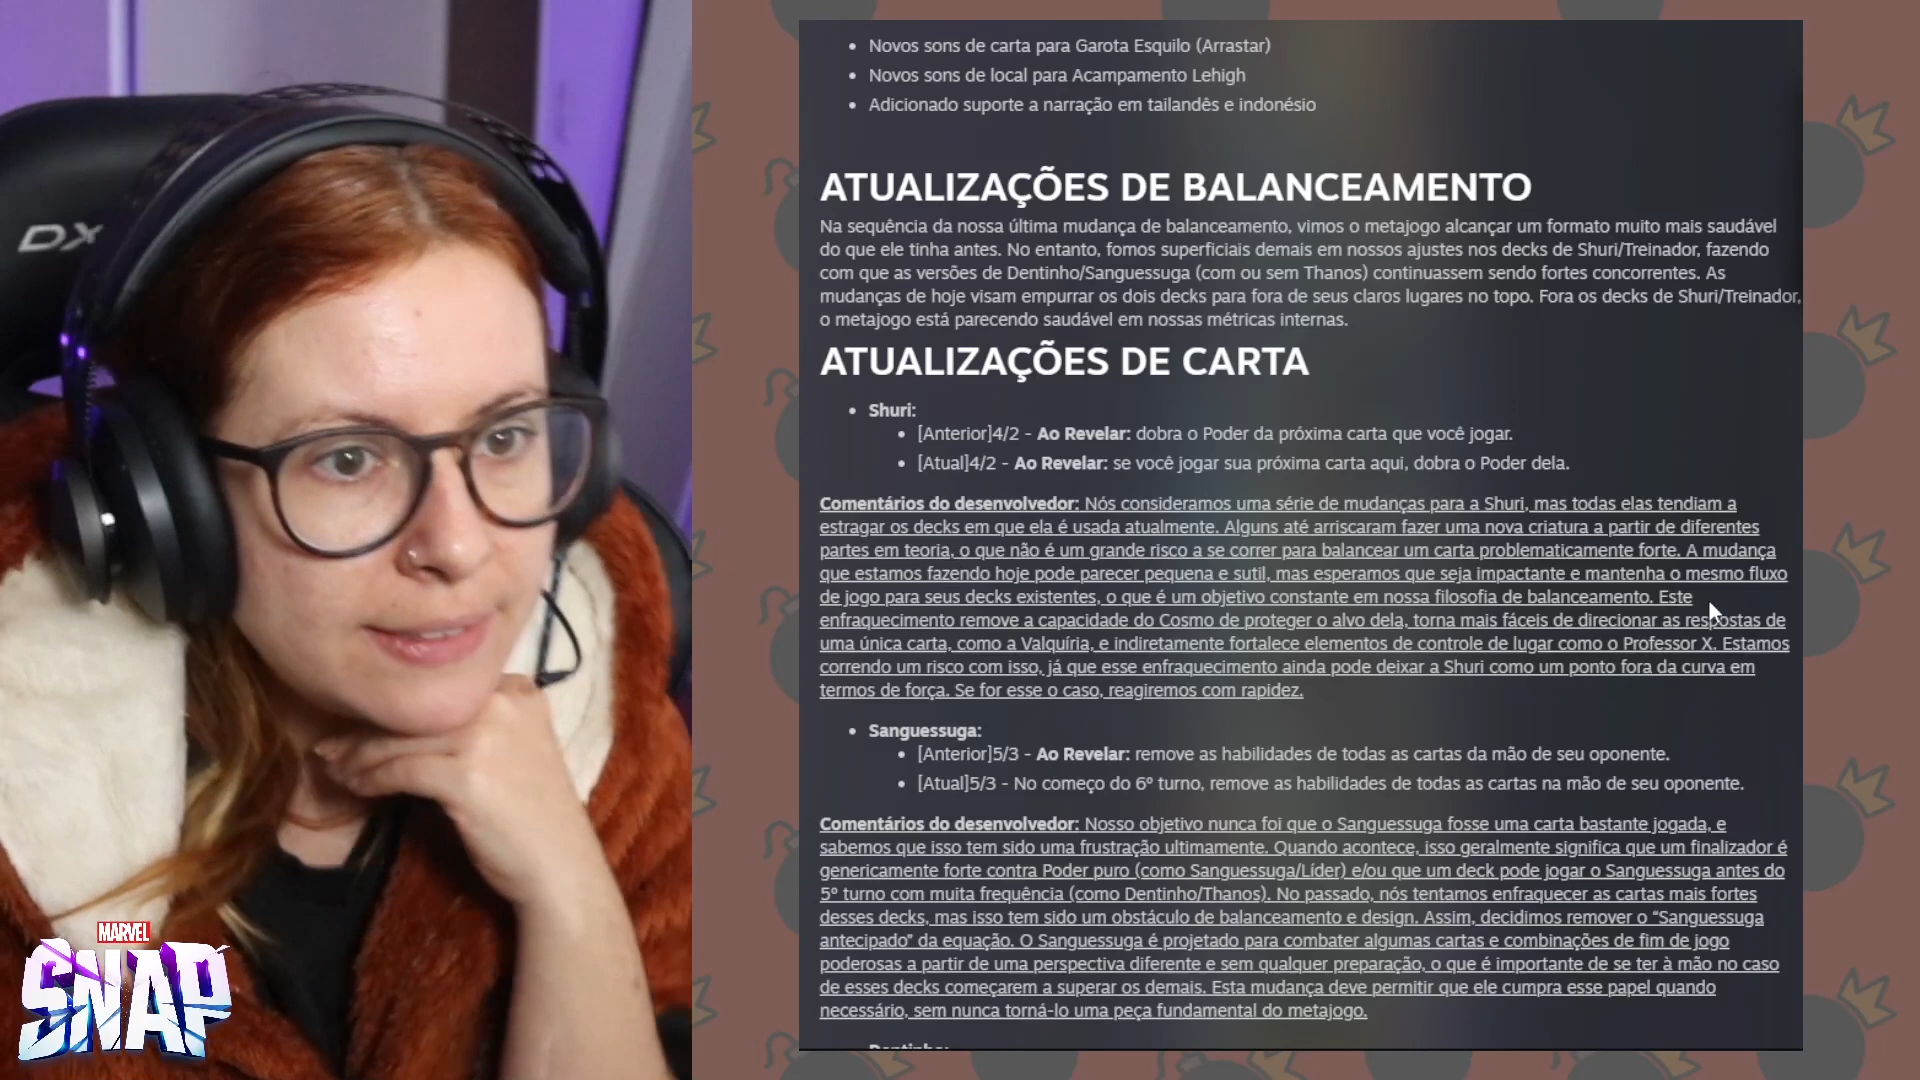 DX
MARVEL
SNAP
Novos sons de carta para Garota Esquilo (Arrastar)
Novos sons de local para Acampamento Lehigh
Adicionado suporte a narração em tailandês e indonésio
ATUALIZAÇÕES DE BALANCEAMENTO
Na sequência da nossa última mudança de balanceamento, vimos o metajogo alcançar um formato muito mais saudável
do que ele tinha antes. No entanto, fomos superficiais demais em nossos ajustes nos decks de Shuri/Treinador, fazendo
com que as versões de Dentinho/Sanguessuga (com ou sem Thanos) continuassem sendo fortes concorrentes. As
mudanças de hoje visam empurrar os dois decks para fora de seus claros lugares no topo. Fora os decks de Shuri/Treinador,
o metajogo está parecendo saudável em nossas métricas internas.
ATUALIZAÇÕES DE CARTA
Shuri:
[Anterior]4/2 - Ao Revelar: dobra o Poder da próxima carta que você jogar.
[Atual]4/2 - Ao Revelar: se você jogar sua próxima carta aqui, dobra o Poder dela.
Comentários do desenvolvedor: Nós consideramos uma série de mudanças para a Shuri, mas todas elas tendiam a
estragar os decks em que ela é usada atualmente. Alguns até arriscaram fazer uma nova criatura a partir de diferentes
partes em teoria, o que não é um grande risco a se correr para balancear um carta problematicamente forte. A mudança
que estamos fazendo hoje pode parecer pequena e sutil, mas esperamos que seja impactante e mantenha o mesmo fluxo
de jogo para seus decks existentes, o que é um objetivo constante em nossa filosofia de balanceamento. Este
enfraquecimento remove a capacidade do Cosmo de proteger o alvo dela, torna mais fáceis de direcionar as respostas de
uma única carta, como a Valquíria, e indiretamente fortalece elementos de controle de lugar como o Professor X. Estamos
correndo um risco com isso, já que esse enfraquecimento ainda pode deixar a Shuri como um ponto fora da curva em
termos de força. Se for esse o caso, reagiremos com rapidez.
Sanguessuga:
[Anterior]5/3 - Ao Revelar: remove as habilidades de todas as cartas da mão de seu oponente.
[Atual]5/3 - No começo do 6º turno, remove as habilidades de todas as cartas na mão de seu oponente.
Comentários do desenvolvedor: Nosso objetivo nunca foi que o Sanguessuga fosse uma carta bastante jogada, e
sabemos que isso tem sido uma frustração ultimamente. Quando acontece, isso geralmente significa que um finalizador é
genericamente forte contra Poder puro (como Sanguessuga/Líder) e/ou que um deck pode jogar o Sanguessuga antes do
5º turno com muita frequência (como Dentinho/Thanos). No passado, nós tentamos enfraquecer as cartas mais fortes
desses decks, mas isso tem sido um obstáculo de balanceamento e design. Assim, decidimos remover o “Sanguessuga
antecipado” da equação. O Sanguessuga é projetado para combater algumas cartas e combinações de fim de jogo
poderosas a partir de uma perspectiva diferente e sem qualquer preparação, o que é importante de se ter à mão no caso
de esses decks começarem a superar os demais. Esta mudança deve permitir que ele cumpra esse papel quando
necessário, sem nunca torná-lo uma peça fundamental do metajogo.